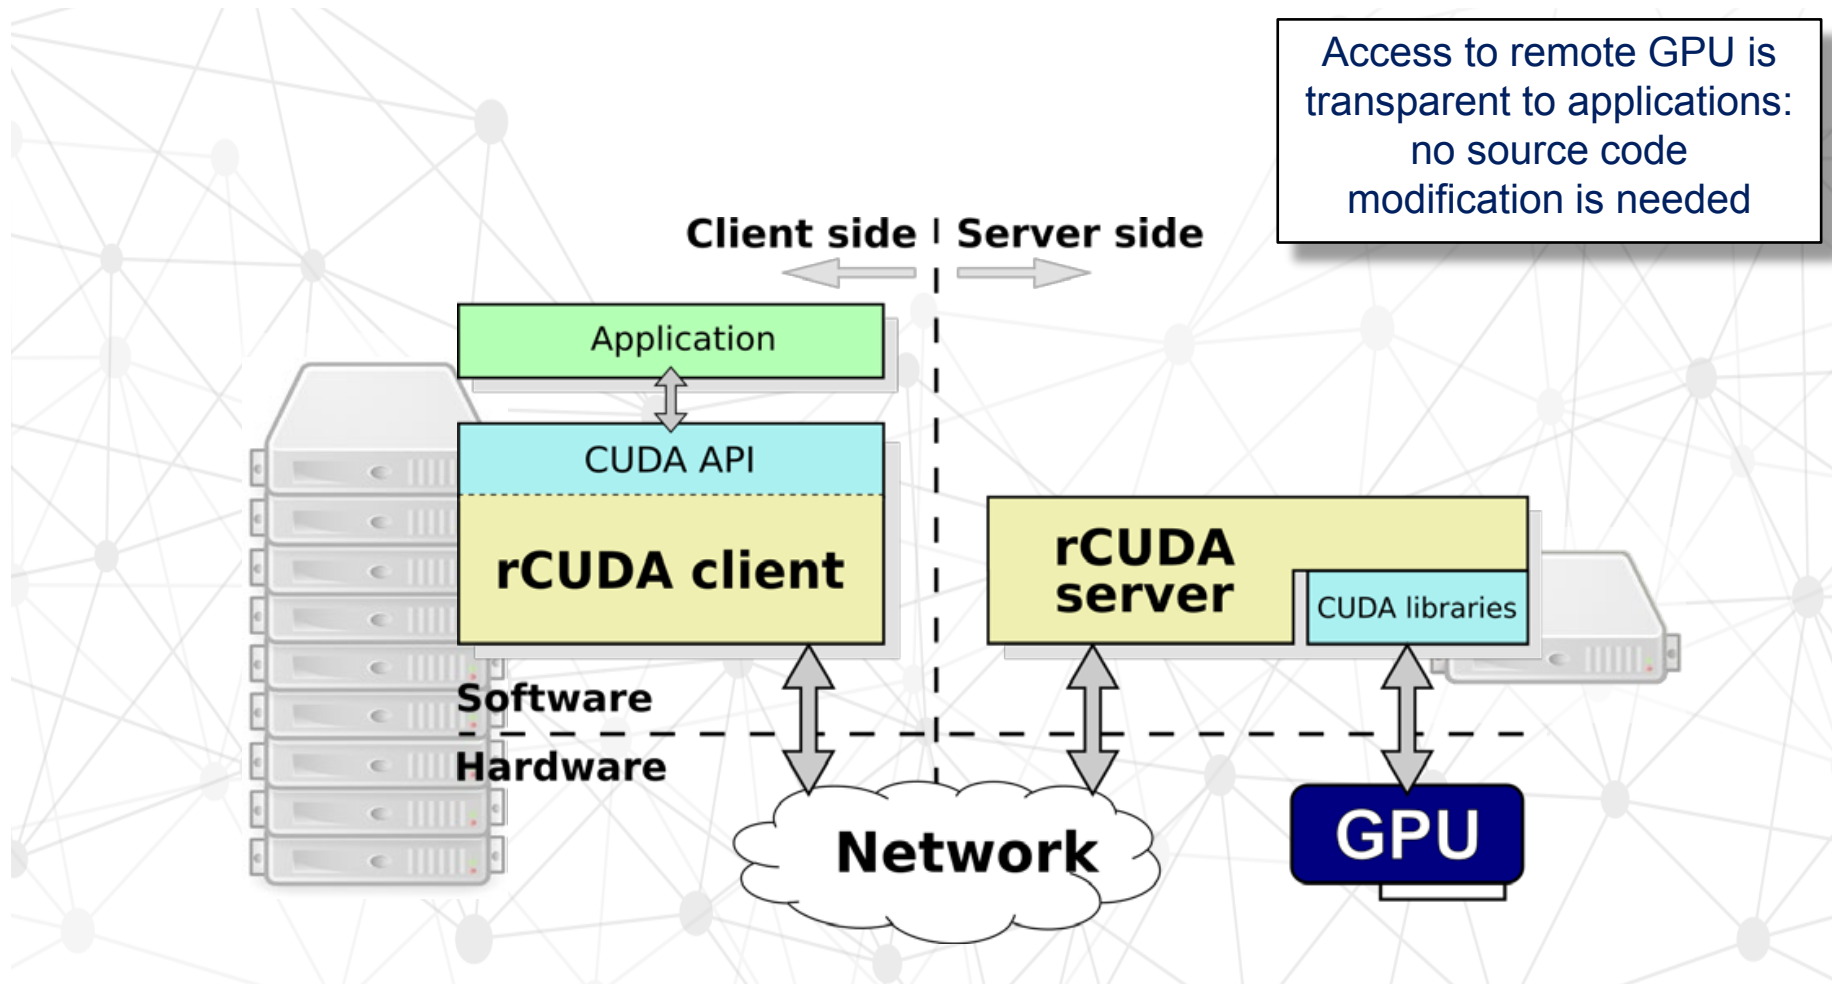 Access to remote GPU is
transparent to applications:
no source code
modification is needed
Client side
Server side
Application
CUDA API
rCUDA client
rCUDA
server
CUDA libraries
Software
Hardware
Network
GPU